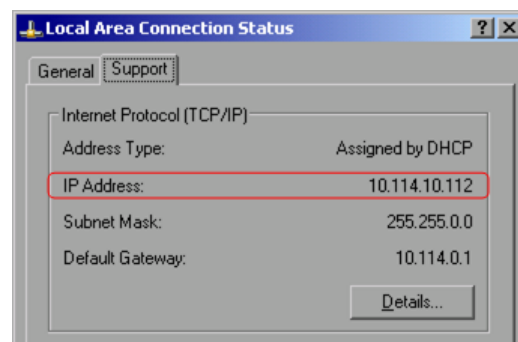 Local Area Connection Status
General Support
Internet Protocol (TCP/IP)
Address Type: Assigned by DHCP
IP Address: 10.114.10.112
Subnet Mask: 255.255.0.0
Default Gateway: 10.114.0.1
Details...